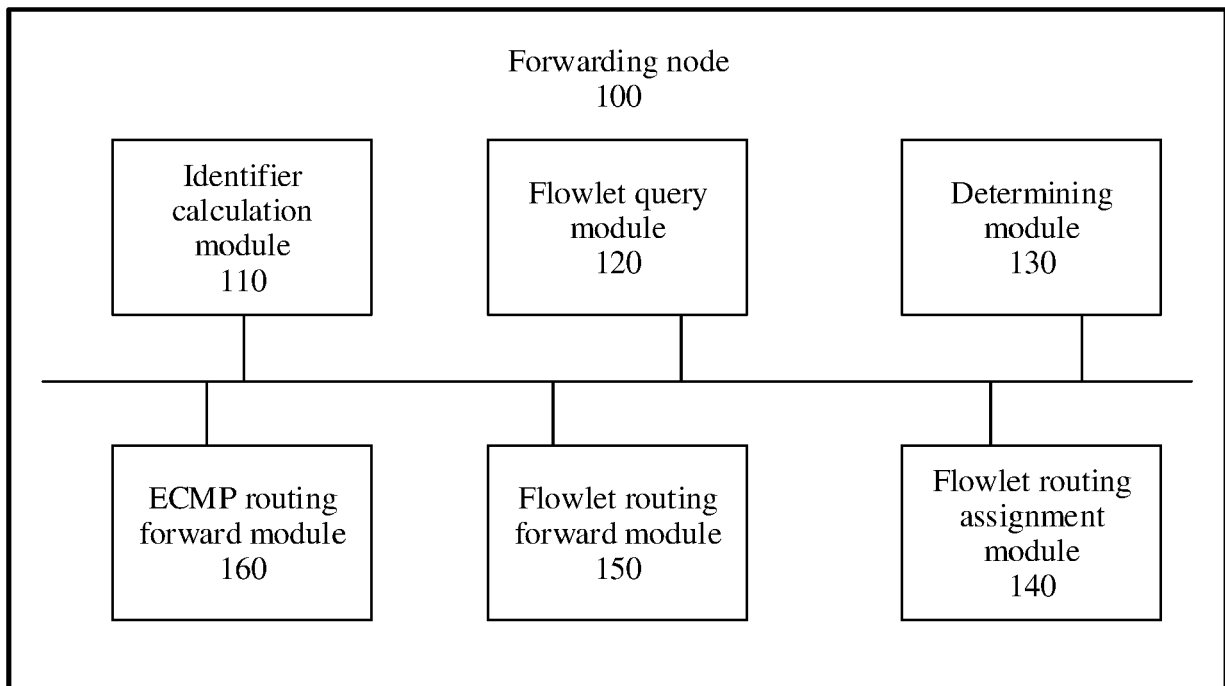 Forwarding node
100
Identifier
calculation
module
110
Flowlet query
module
120
Determining
module
130
ECMP routing
forward module
160
Flowlet routing
forward module
150
Flowlet routing
assignment
module
140